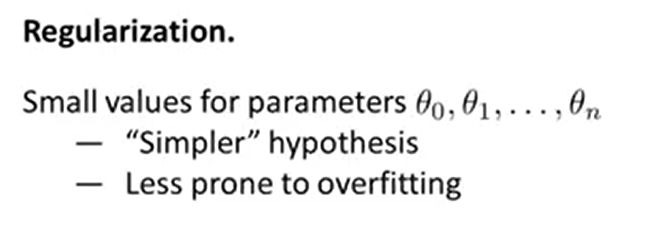 Regularization.
Small values for parameters θ₀, θ₁, . . . , θₙ
— “Simpler” hypothesis
— Less prone to overfitting